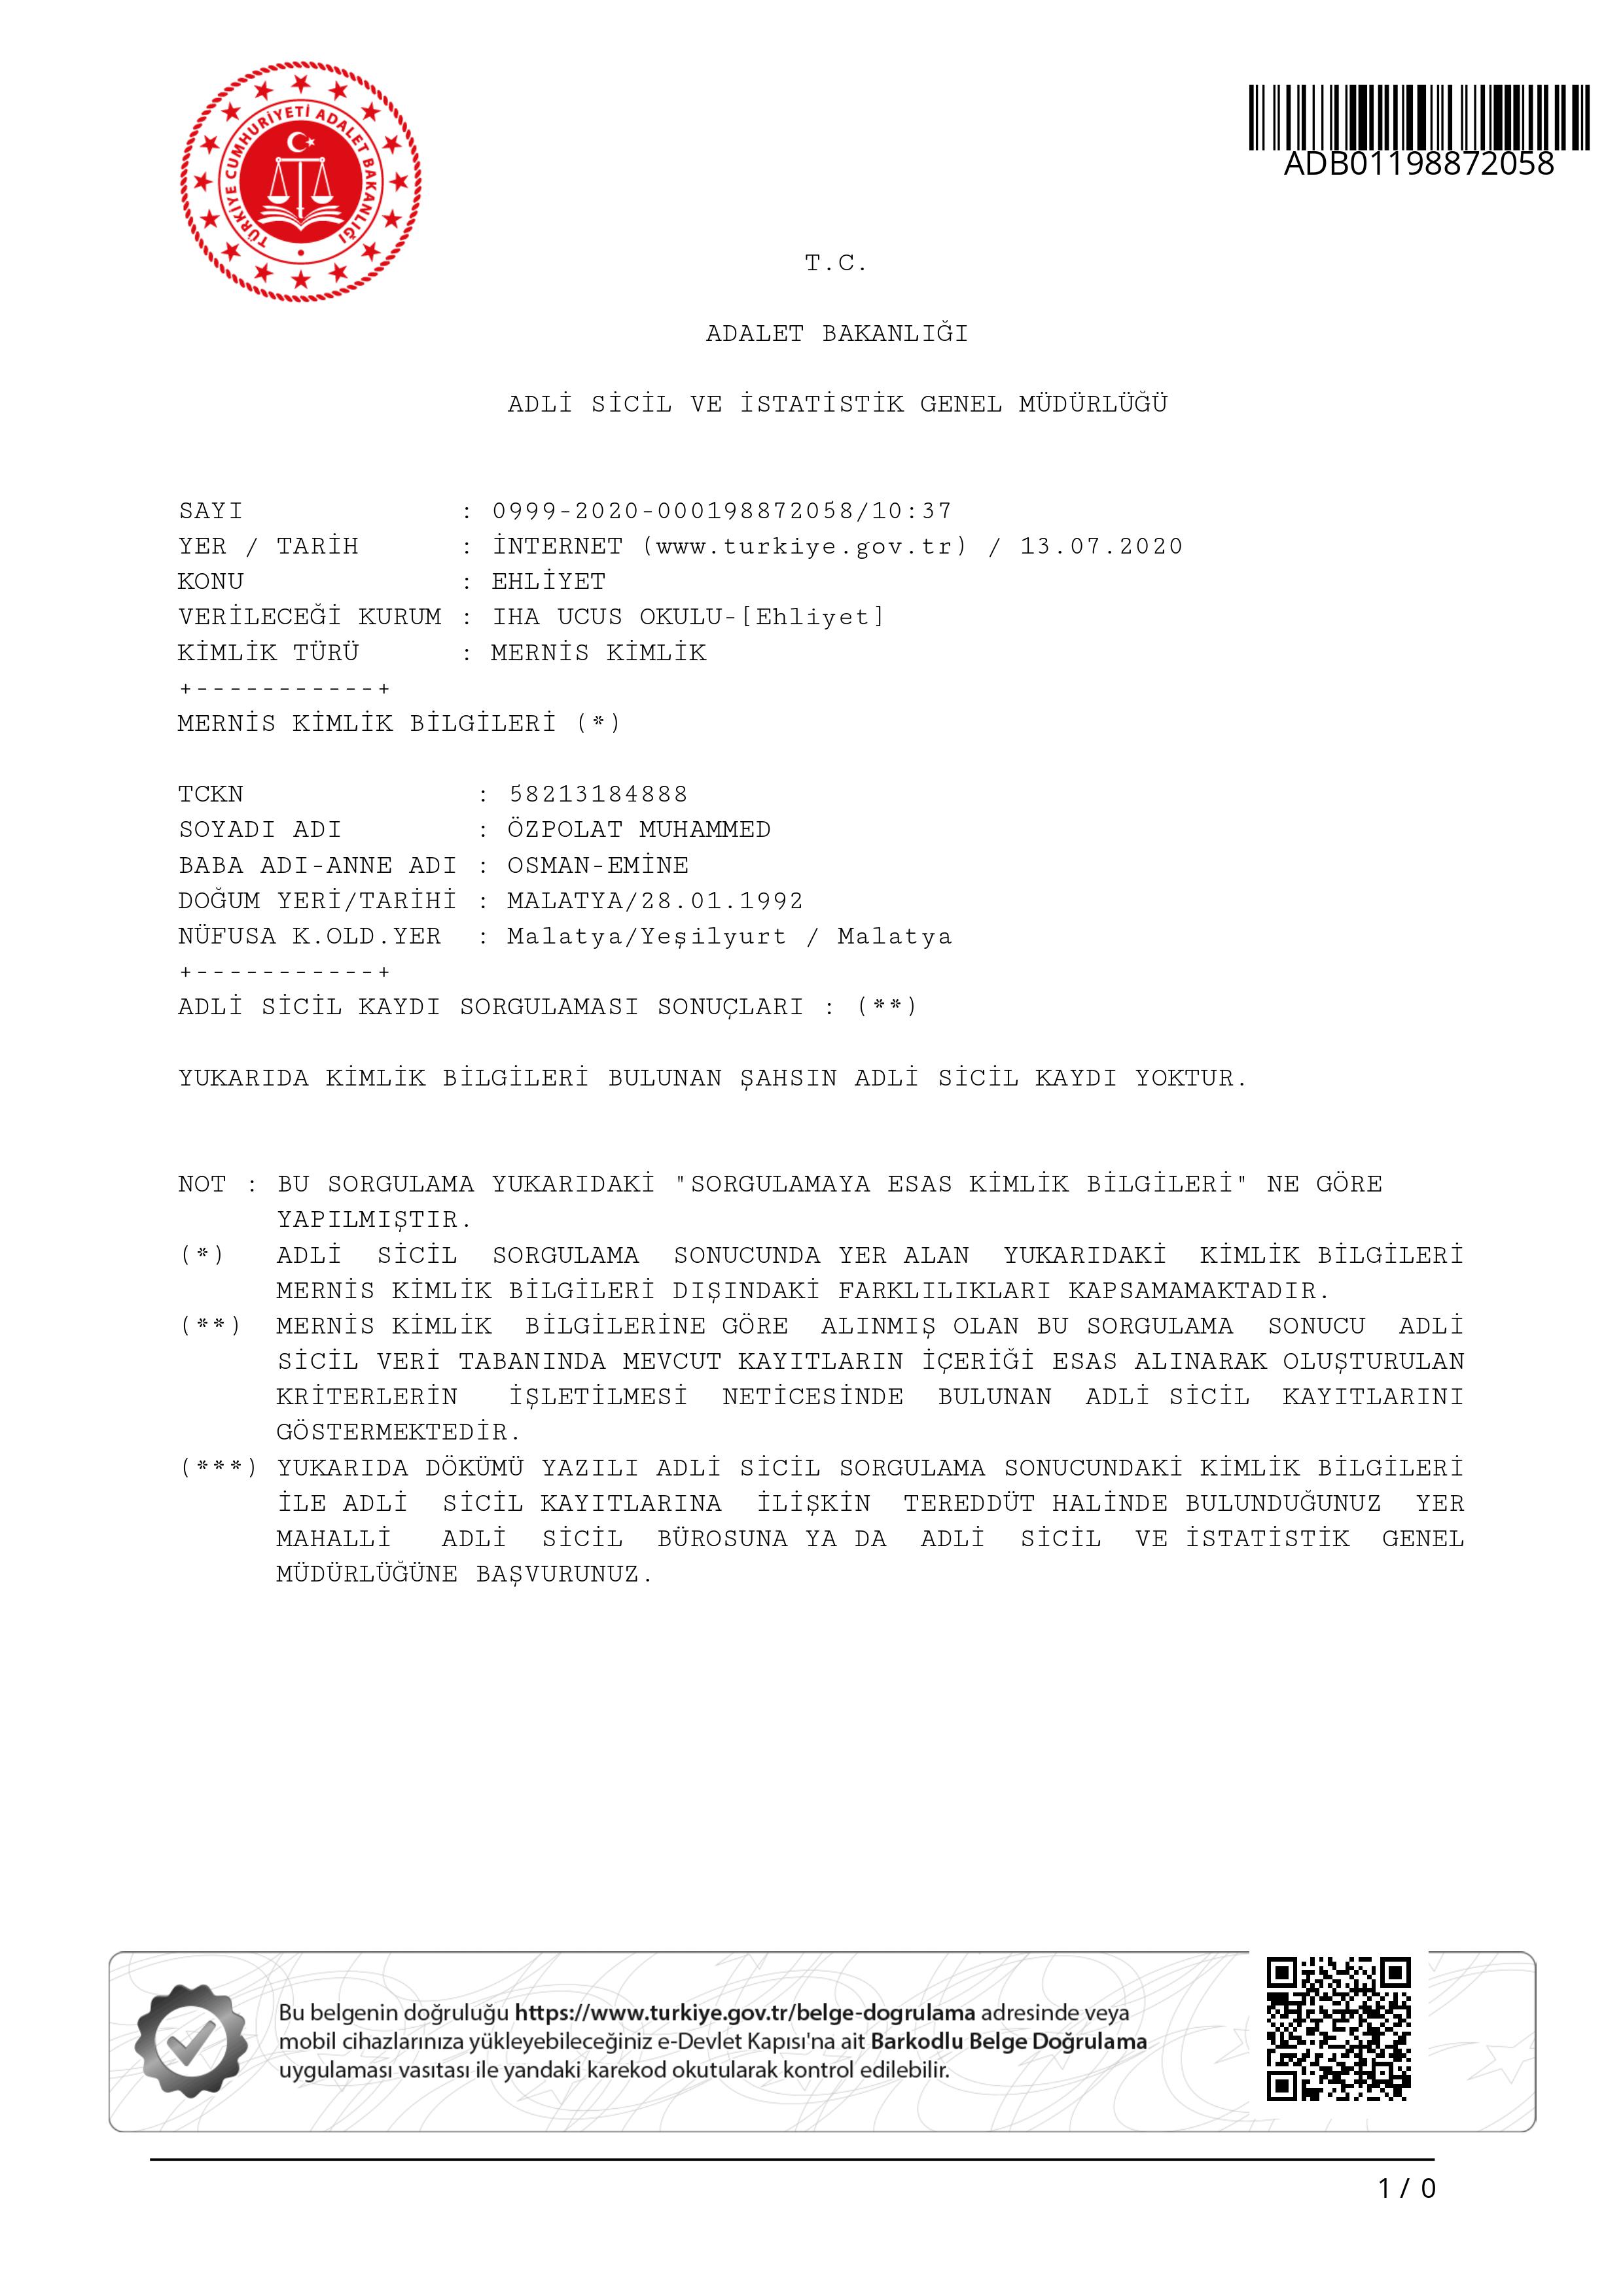 TÜRKİYE CUMHURİYETİ ADALET BAKANLIĞI
ADB01198872058
T.C.
ADALET BAKANLIĞI
ADLİ SİCİL VE İSTATİSTİK GENEL MÜDÜRLÜĞÜ
SAYI : 0999-2020-000198872058/10:37
YER / TARİH : İNTERNET (www.turkiye.gov.tr) / 13.07.2020
KONU : EHLİYET
VERİLECEĞİ KURUM : IHA UCUS OKULU-[Ehliyet]
KİMLİK TÜRÜ : MERNİS KİMLİK
+-----------+
MERNİS KİMLİK BİLGİLERİ (*)
TCKN : 58213184888
SOYADI ADI : ÖZPOLAT MUHAMMED
BABA ADI-ANNE ADI : OSMAN-EMİNE
DOĞUM YERİ/TARİHİ : MALATYA/28.01.1992
NÜFUSA K.OLD.YER : Malatya/Yeşilyurt / Malatya
+-----------+
ADLİ SİCİL KAYDI SORGULAMASI SONUÇLARI : (**)
YUKARIDA KİMLİK BİLGİLERİ BULUNAN ŞAHSIN ADLİ SİCİL KAYDI YOKTUR.
NOT : BU SORGULAMA YUKARIDAKİ "SORGULAMAYA ESAS KİMLİK BİLGİLERİ" NE GÖRE
YAPILMIŞTIR.
(*) ADLİ SİCİL SORGULAMA SONUCUNDA YER ALAN YUKARIDAKİ KİMLİK BİLGİLERİ
MERNİS KİMLİK BİLGİLERİ DIŞINDAKİ FARKLILIKLARI KAPSAMAMAKTADIR.
(**) MERNİS KİMLİK BİLGİLERİNE GÖRE ALINMIŞ OLAN BU SORGULAMA SONUCU ADLİ
SİCİL VERİ TABANINDA MEVCUT KAYITLARIN İÇERİĞİ ESAS ALINARAK OLUŞTURULAN
KRİTERLERİN İŞLETİLMESİ NETİCESİNDE BULUNAN ADLİ SİCİL KAYITLARINI
GÖSTERMEKTEDİR.
(***) YUKARIDA DÖKÜMÜ YAZILI ADLİ SİCİL SORGULAMA SONUCUNDAKİ KİMLİK BİLGİLERİ
İLE ADLİ SİCİL KAYITLARINA İLİŞKİN TEREDDÜT HALİNDE BULUNDUĞUNUZ YER
MAHALLİ ADLİ SİCİL BÜROSUNA YA DA ADLİ SİCİL VE İSTATİSTİK GENEL
MÜDÜRLÜĞÜNE BAŞVURUNUZ.
Bu belgenin doğruluğu https://www.turkiye.gov.tr/belge-dogrulama adresinde veya
mobil cihazlarınıza yükleyebileceğiniz e-Devlet Kapısı'na ait Barkodlu Belge Doğrulama
uygulaması vasıtası ile yandaki karekod okutularak kontrol edilebilir.
1 / 0